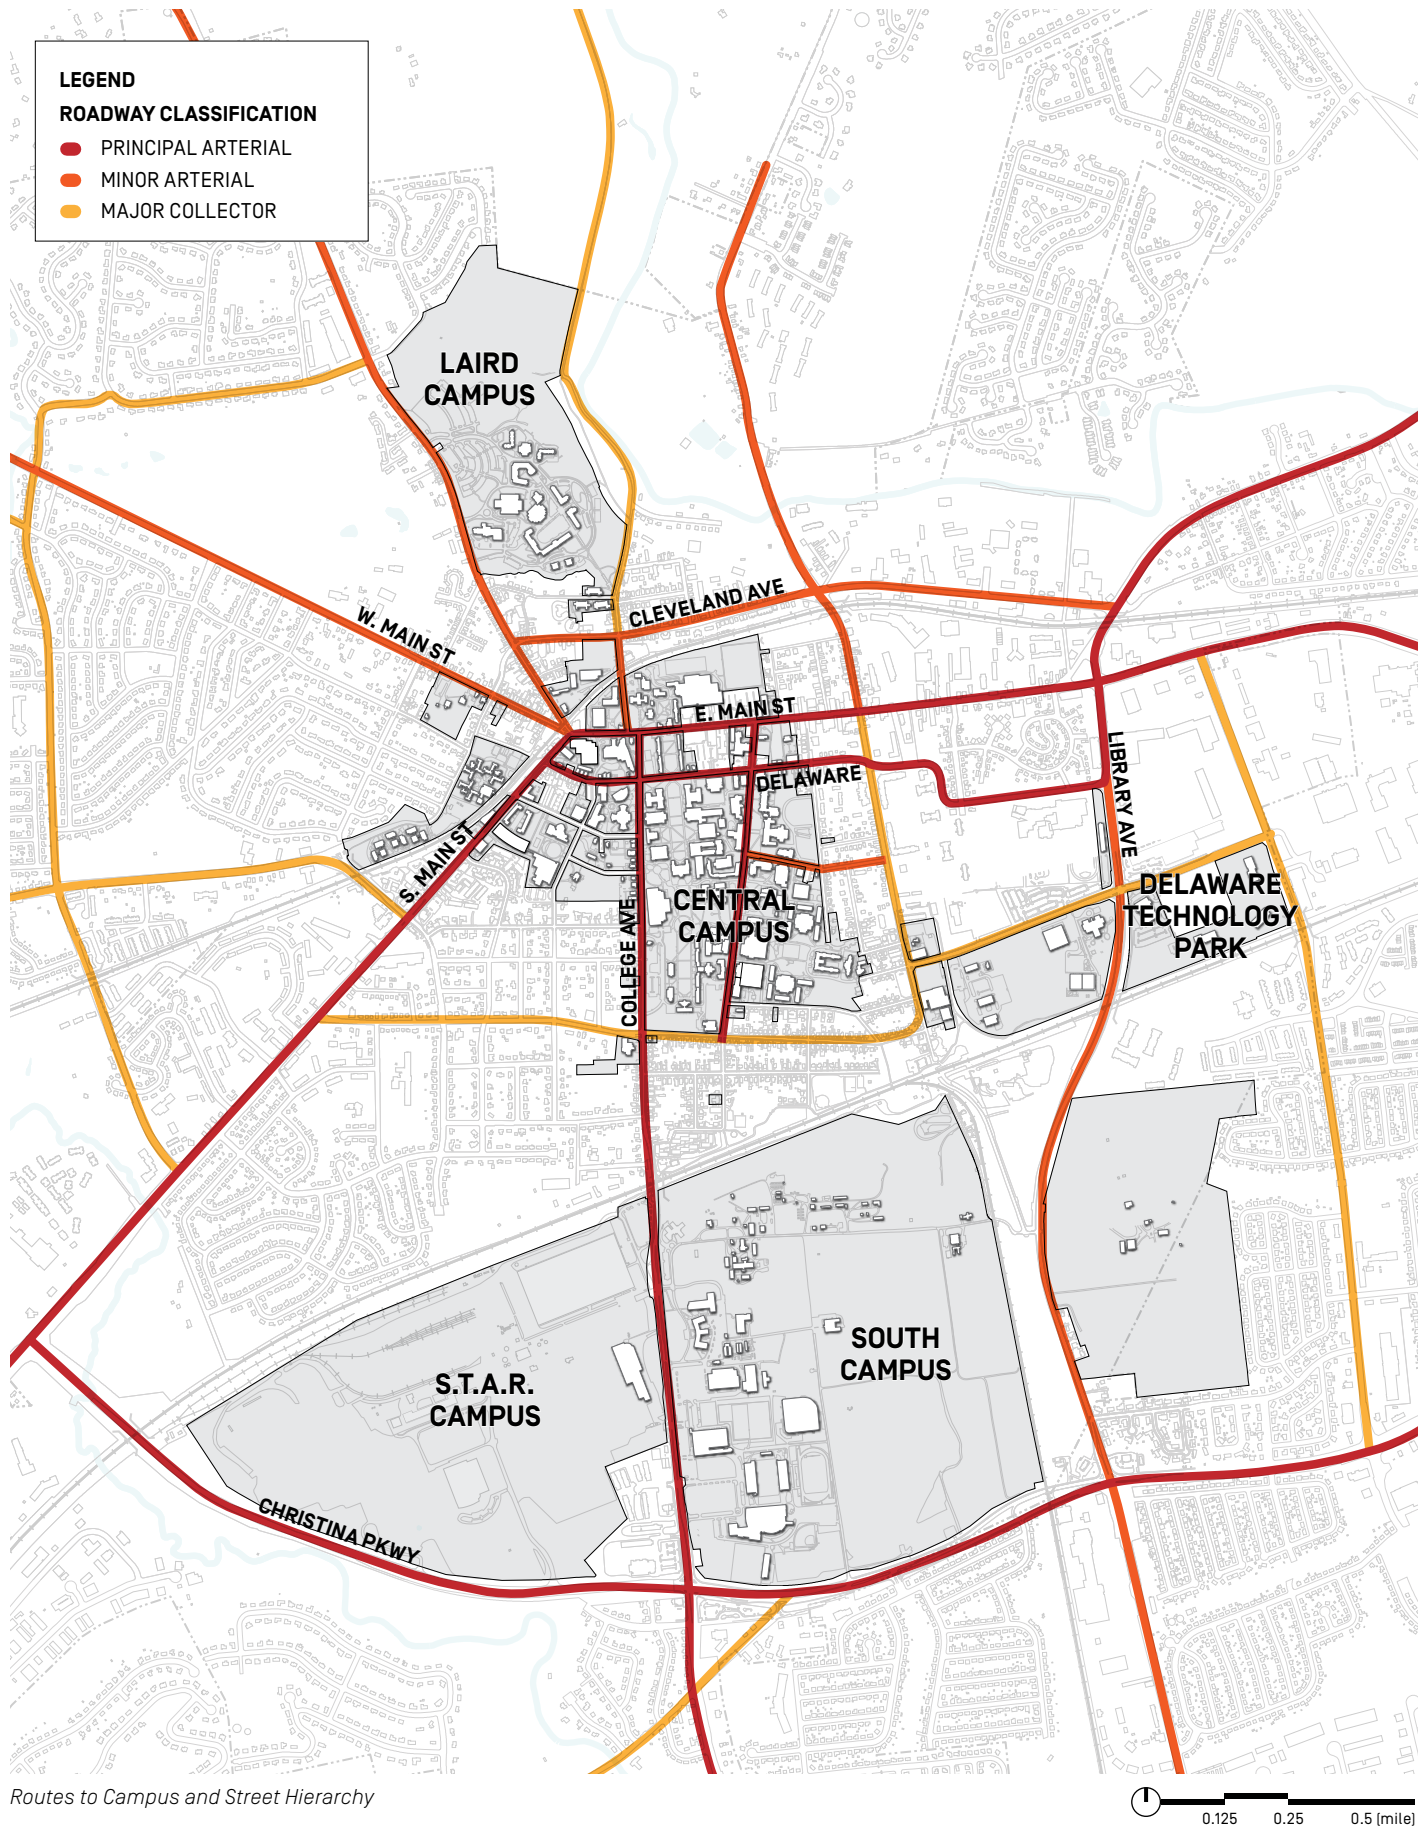 LEGEND
ROADWAY CLASSIFICATION
PRINCIPAL ARTERIAL
MINOR ARTERIAL
MAJOR COLLECTOR
LAIRD
CAMPUS
CLEVELAND AVE
W. MAIN ST
E. MAIN ST
DELAWARE
LIBRARY AVE
S. MAIN ST
COLLEGE AVE
CENTRAL
CAMPUS
DELAWARE
TECHNOLOGY
PARK
SOUTH
CAMPUS
S.T.A.R.
CAMPUS
CHRISTINA PKWY
Routes to Campus and Street Hierarchy
0.125 0.25 0.5 (mile)